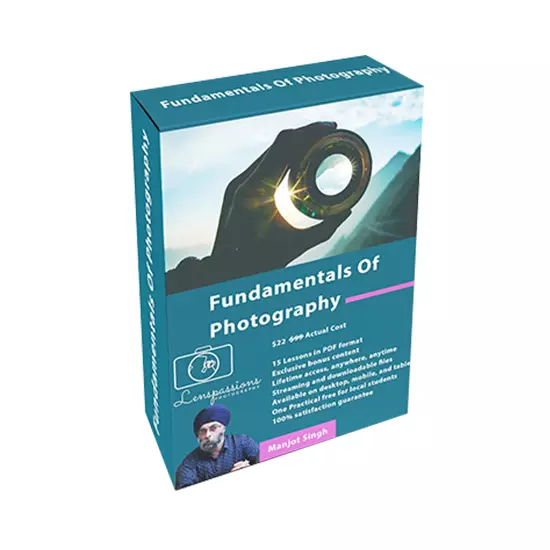 Fundamentals Of Photography
Fundamentals Of Photography
Fundamentals Of
Photography
$22 $99 Actual Cost
15 Lessons in PDF format
Exclusive bonus content
Lifetime access, anywhere, anytime
Streaming and downloadable files
Available on desktop, mobile, and table
One Practical free for local students
100% satisfaction guarantee
Lenspassions
PHOTOGRAPHY
Manjot Singh